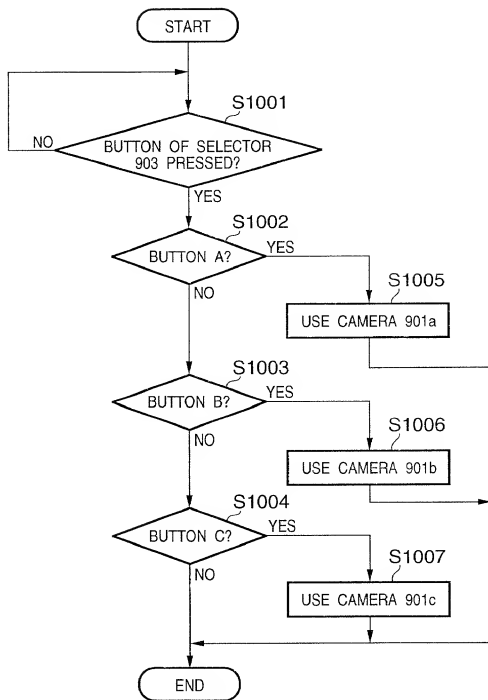 START
S1001
NO
BUTTON OF SELECTOR
903 PRESSED?
YES
S1002
BUTTON A?
YES
NO
S1005
USE CAMERA 901a
S1003
BUTTON B?
YES
NO
S1006
USE CAMERA 901b
S1004
BUTTON C?
YES
NO
S1007
USE CAMERA 901c
END